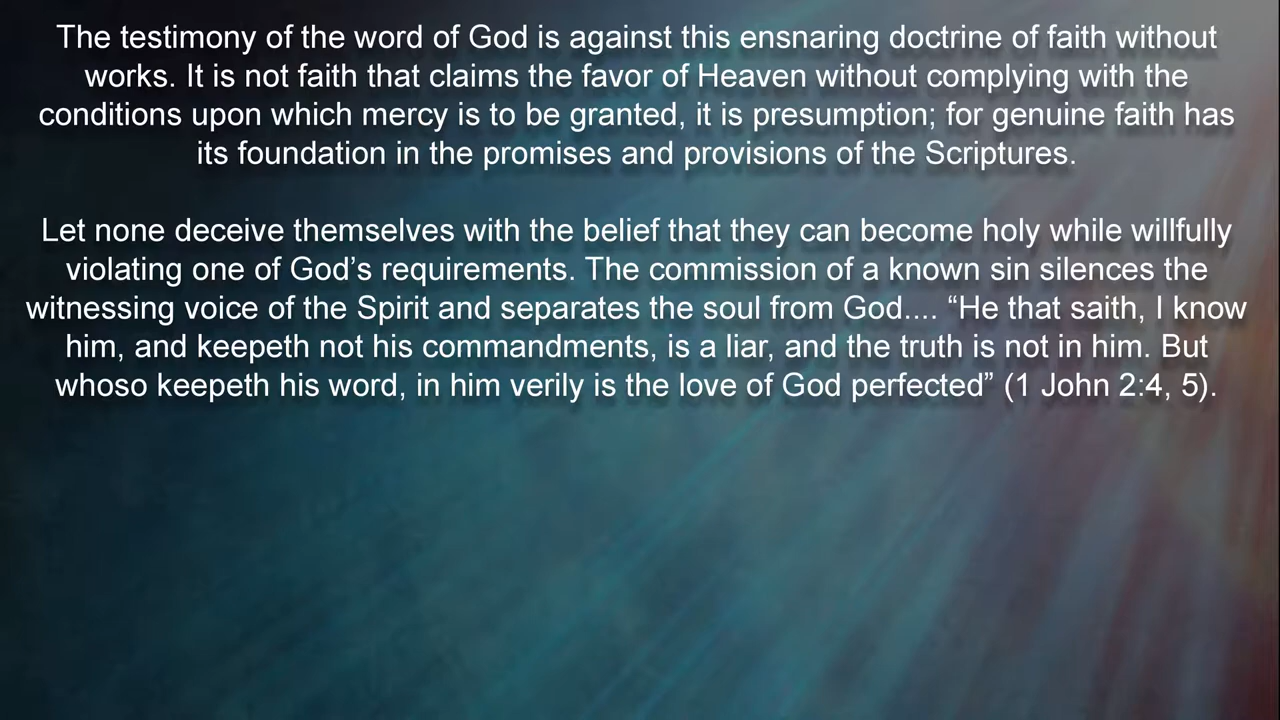 The testimony of the word of God is against this ensnaring doctrine of faith without
works. It is not faith that claims the favor of Heaven without complying with the
conditions upon which mercy is to be granted, it is presumption; for genuine faith has
its foundation in the promises and provisions of the Scriptures.
Let none deceive themselves with the belief that they can become holy while willfully
violating one of God’s requirements. The commission of a known sin silences the
witnessing voice of the Spirit and separates the soul from God.... “He that saith, I know
him, and keepeth not his commandments, is a liar, and the truth is not in him. But
whoso keepeth his word, in him verily is the love of God perfected” (1 John 2:4, 5).